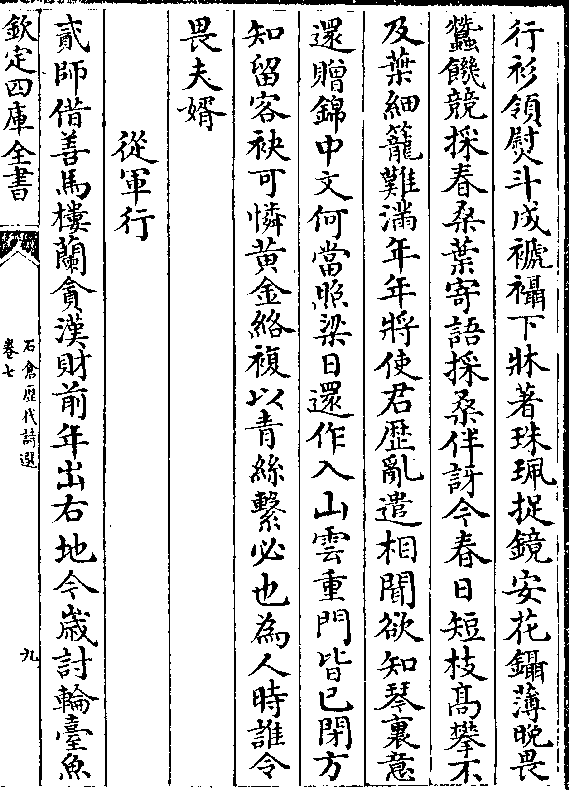 行衫領熨斗成褫襵下牀著珠珮捉鏡安花鑷薄晚畏
蠶饑競採春桑葉寄語採桑伴訝今春日短枝髙攀不
及葉細籠難滿年年將使君歴亂遣相聞欲知琴裏意
還贈錦中文何當照梁日還作入山雲重門皆已閉方
知留客袂可憐黄金絡複以青絲繫必也為人時誰令
畏夫婿
從軍行
貳師借善馬樓蘭貪漢財前年出右地今嵗討輪臺魚
欽定四庫全書
石倉歴代詩選
卷七
九